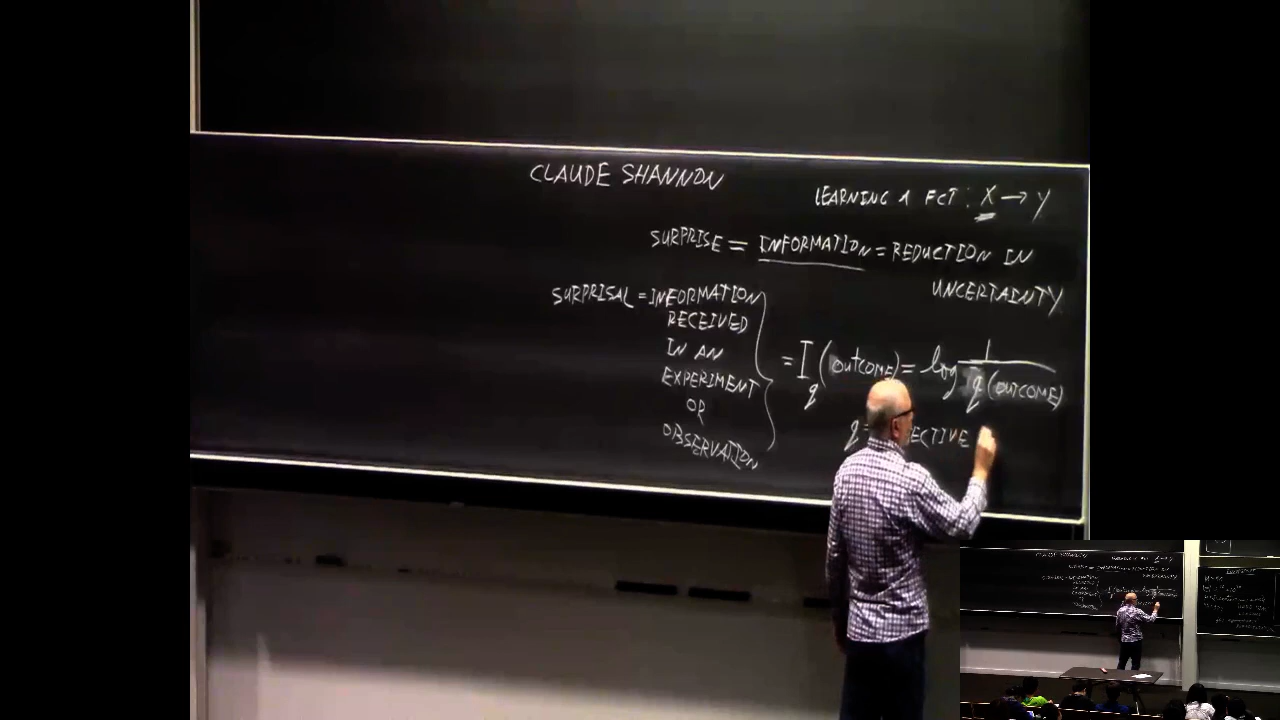 CLAUDE SHANNON
LEARNING A FCT: X → Y
SURPRISE = INFORMATION = REDUCTION IN
UNCERTAINTY
SURPRISAL = INFORMATION
RECEIVED
IN AN
EXPERIMENT
OR
OBSERVATION
= I_q (OUTCOME) = log 1 / q(OUTCOME)
q = ECTIVE